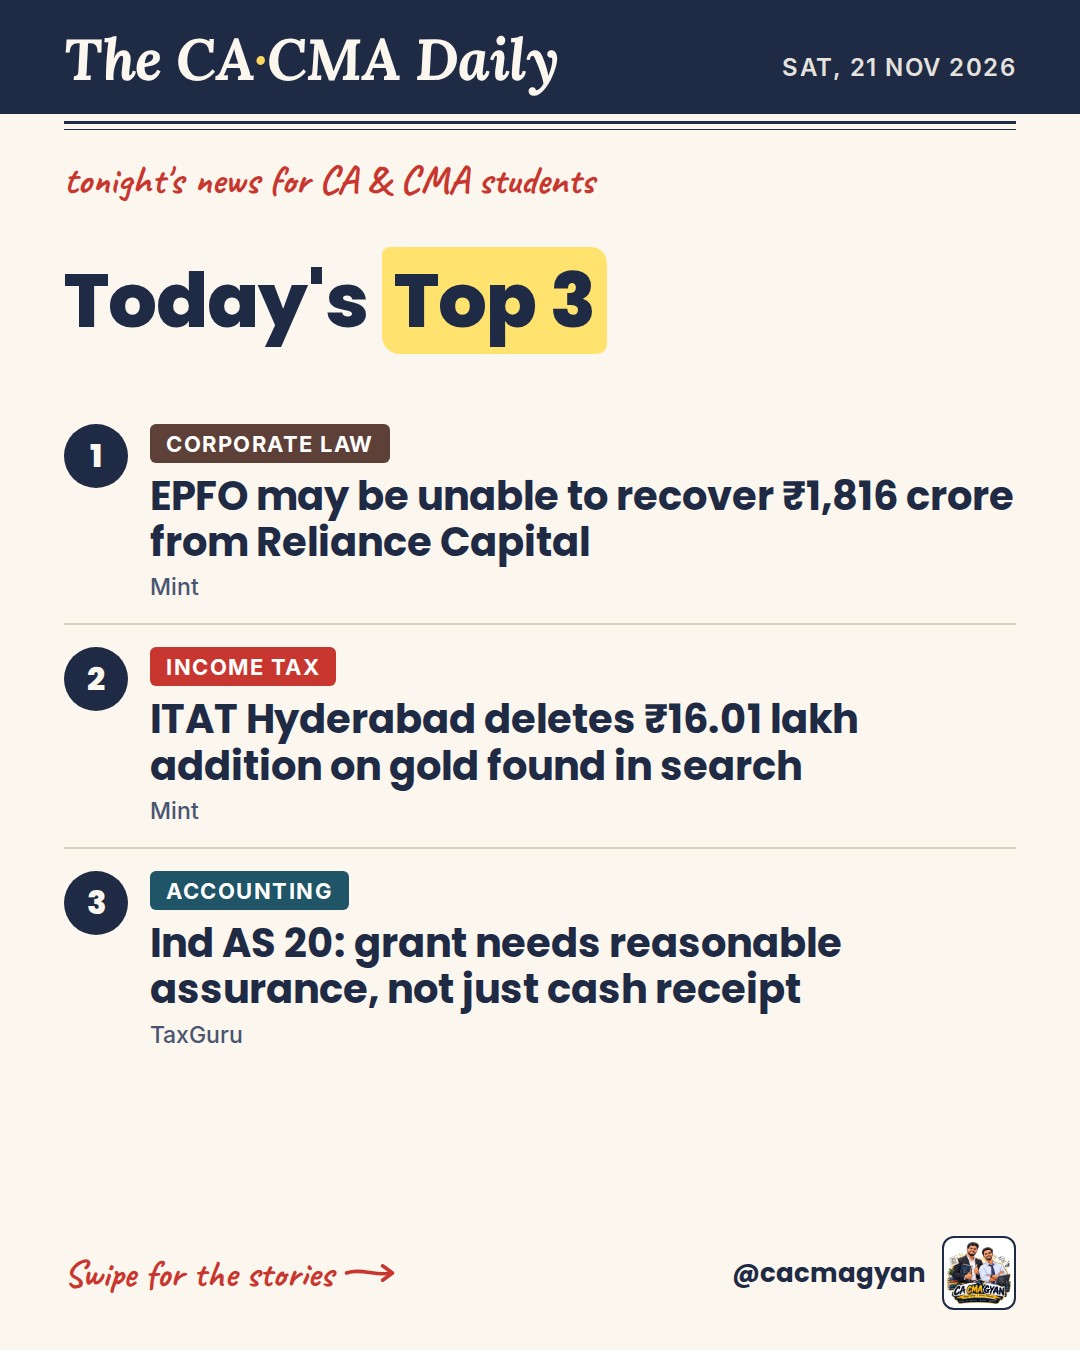 The CA·CMA Daily
SAT, 21 NOV 2026
tonight's news for CA & CMA students
Today's Top 3
1
CORPORATE LAW
EPFO may be unable to recover ₹1,816 crore
from Reliance Capital
Mint
2
INCOME TAX
ITAT Hyderabad deletes ₹16.01 lakh
addition on gold found in search
Mint
3
ACCOUNTING
Ind AS 20: grant needs reasonable
assurance, not just cash receipt
TaxGuru
Swipe for the stories
@cacmagyan
CA CMA GYAN